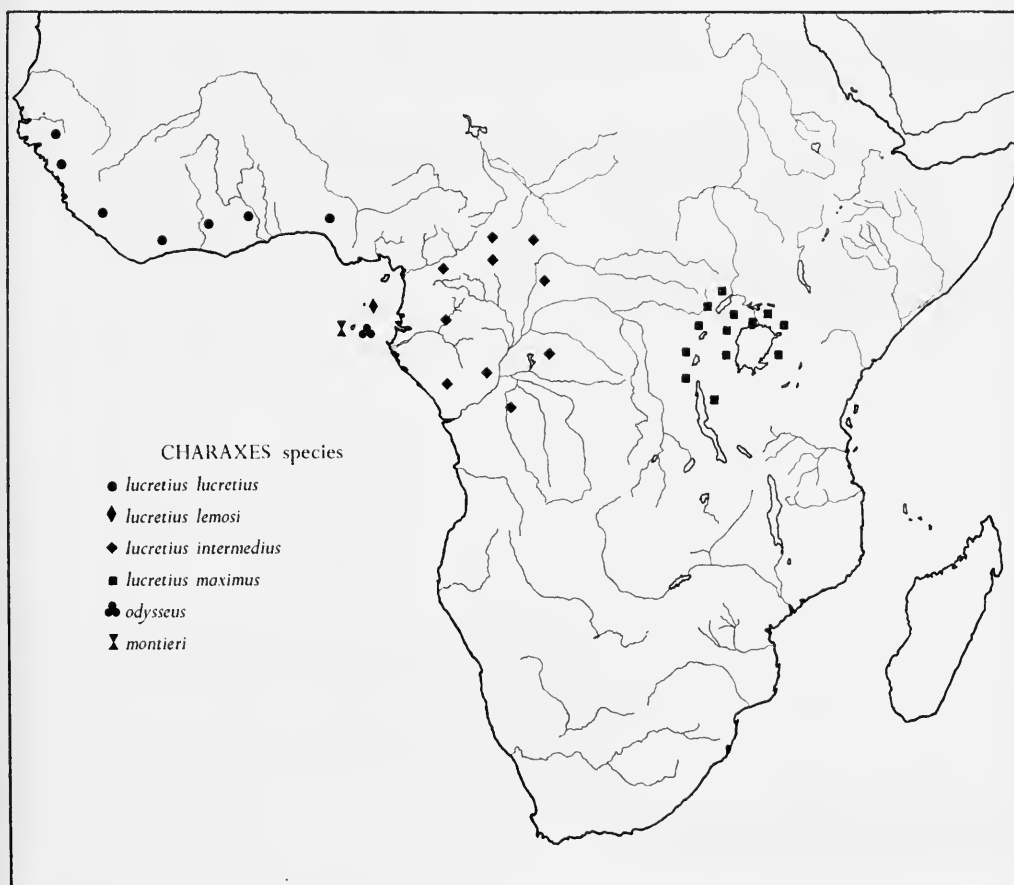 CHARAXES species
lucretius lucretius
lucretius lemosi
lucretius intermedius
lucretius maximus
odysseus
montieri